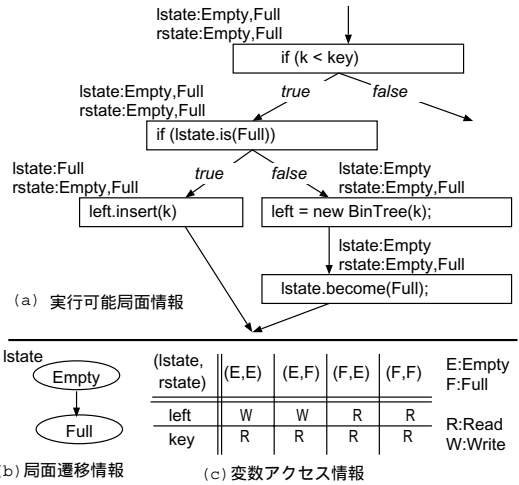 lstate:Empty,Full
rstate:Empty,Full
if (k < key)
lstate:Empty,Full
rstate:Empty,Full
true
false
if (lstate.is(Full))
lstate:Full
rstate:Empty,Full
true
false
lstate:Empty
rstate:Empty,Full
left.insert(k)
left = new BinTree(k);
lstate:Empty
rstate:Empty,Full
lstate.become(Full);
(a) 実行可能局面情報
lstate
Empty
Full
(b)局面遷移情報
(lstate, rstate) (E,E) (E,F) (F,E) (F,F)
left W W R R
key R R R R
E:Empty
F:Full
R:Read
W:Write
(c)変数アクセス情報